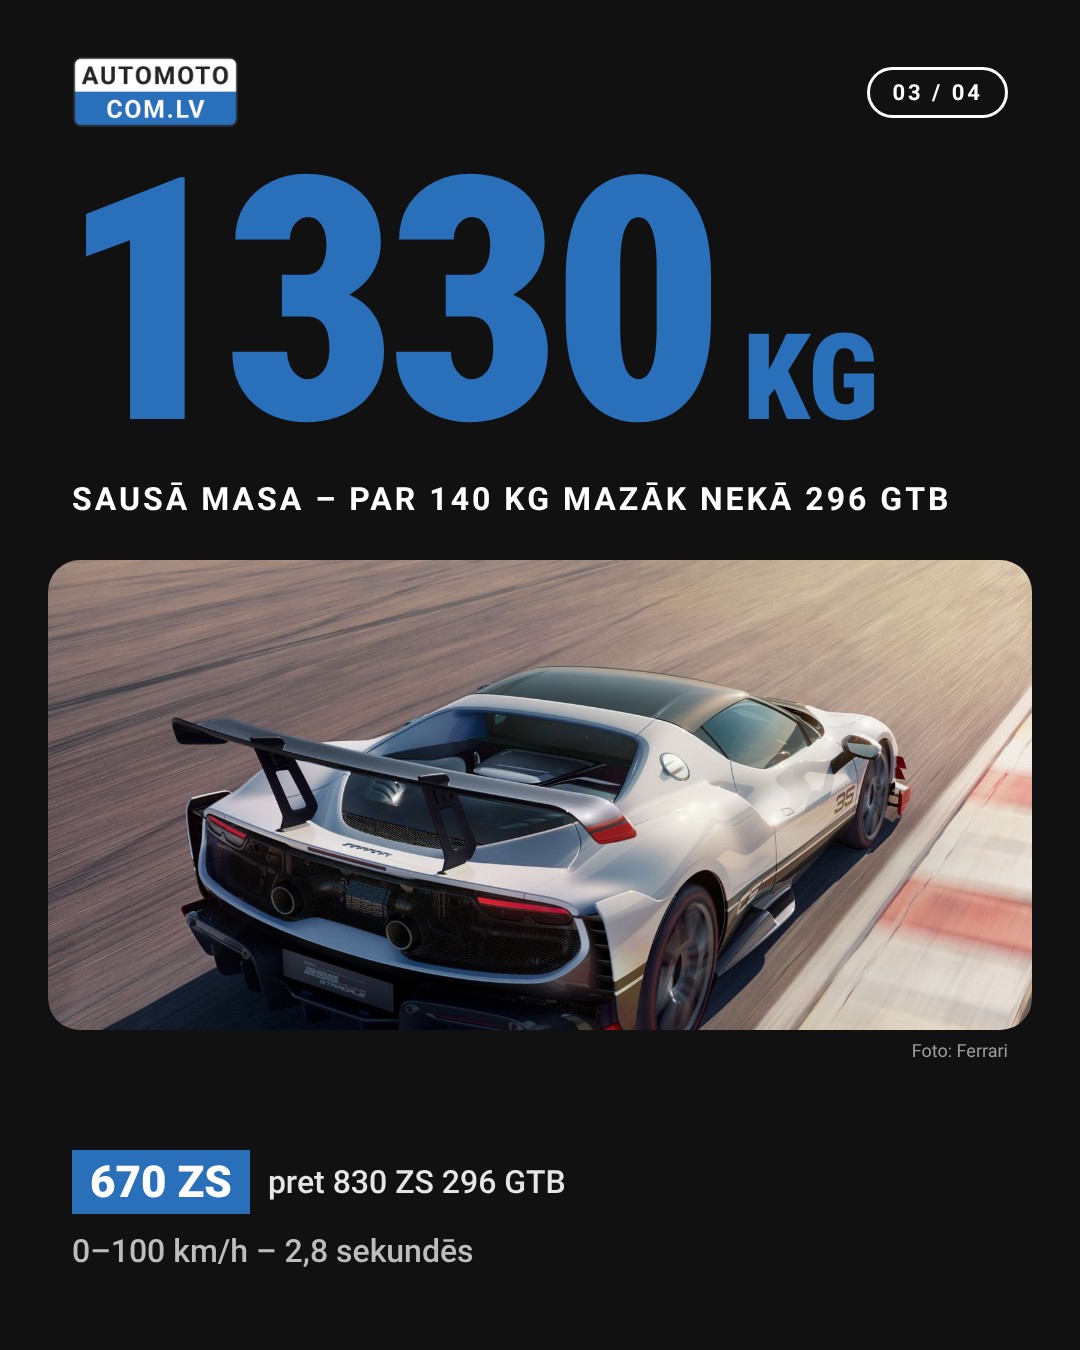 AUTOMOTO
COM.LV
03 / 04
1330 KG
SAUSĀ MASA – PAR 140 KG MAZĀK NEKĀ 296 GTB
35
Foto: Ferrari
670 ZS pret 830 ZS 296 GTB
0–100 km/h – 2,8 sekundēs